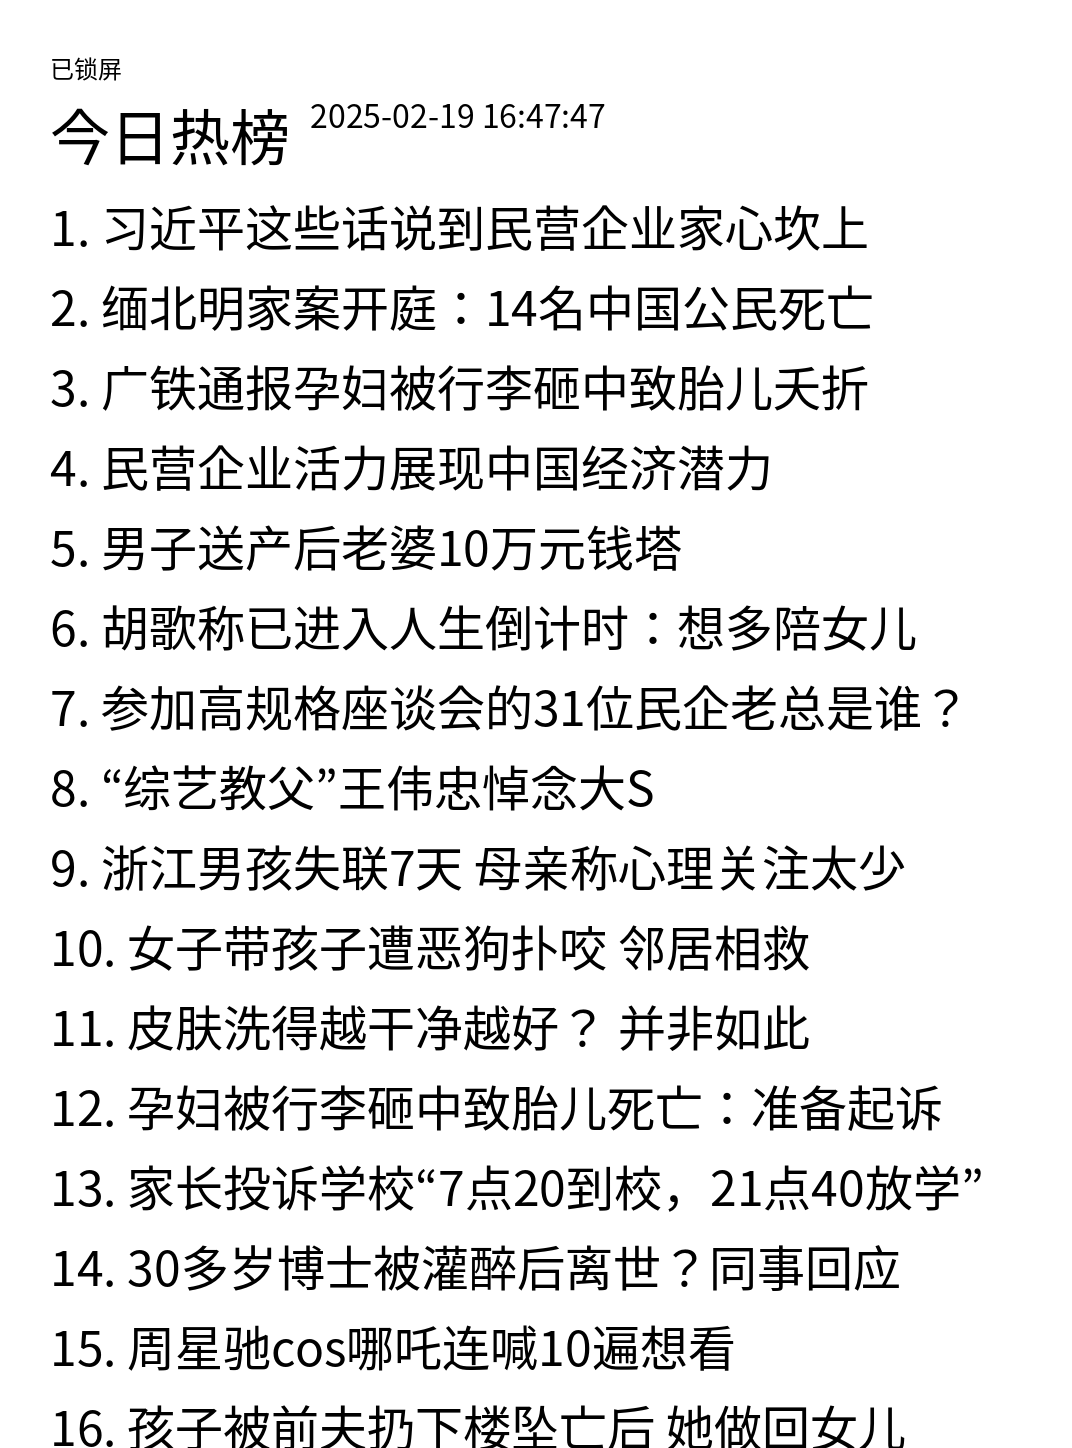 已锁屏
今日热榜 2025-02-19 16:47:47
1. 习近平这些话说到民营企业家心坎上
2. 缅北明家案开庭：14名中国公民死亡
3. 广铁通报孕妇被行李砸中致胎儿夭折
4. 民营企业活力展现中国经济潜力
5. 男子送产后老婆10万元钱塔
6. 胡歌称已进入人生倒计时：想多陪女儿
7. 参加高规格座谈会的31位民企老总是谁？
8. “综艺教父”王伟忠悼念大S
9. 浙江男孩失联7天 母亲称心理关注太少
10. 女子带孩子遭恶狗扑咬 邻居相救
11. 皮肤洗得越干净越好？ 并非如此
12. 孕妇被行李砸中致胎儿死亡：准备起诉
13. 家长投诉学校“7点20到校，21点40放学”
14. 30多岁博士被灌醉后离世？同事回应
15. 周星驰cos哪吒连喊10遍想看
16. 孩子被前夫扔下楼坠亡后 她做回女儿